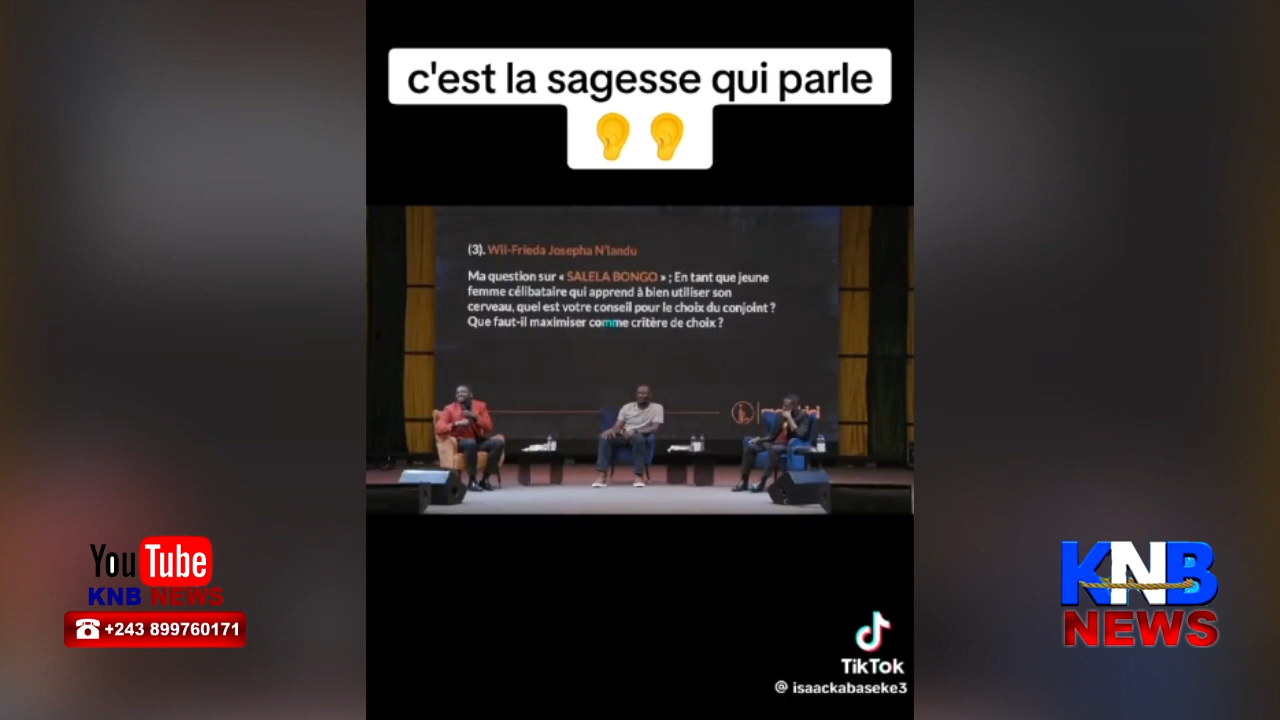 c'est la sagesse qui parle
(3). Wil-Frieda Josepha N'landu
Ma question sur « SALELA BONGO » ; En tant que jeune
femme célibataire qui apprend à bien utiliser son
cerveau, quel est votre conseil pour le choix du conjoint ?
Que faut-il maximiser comme critère de choix ?
YouTube
KNB NEWS
+243 899760171
KNB
NEWS
TikTok
@ isaackabaseke3